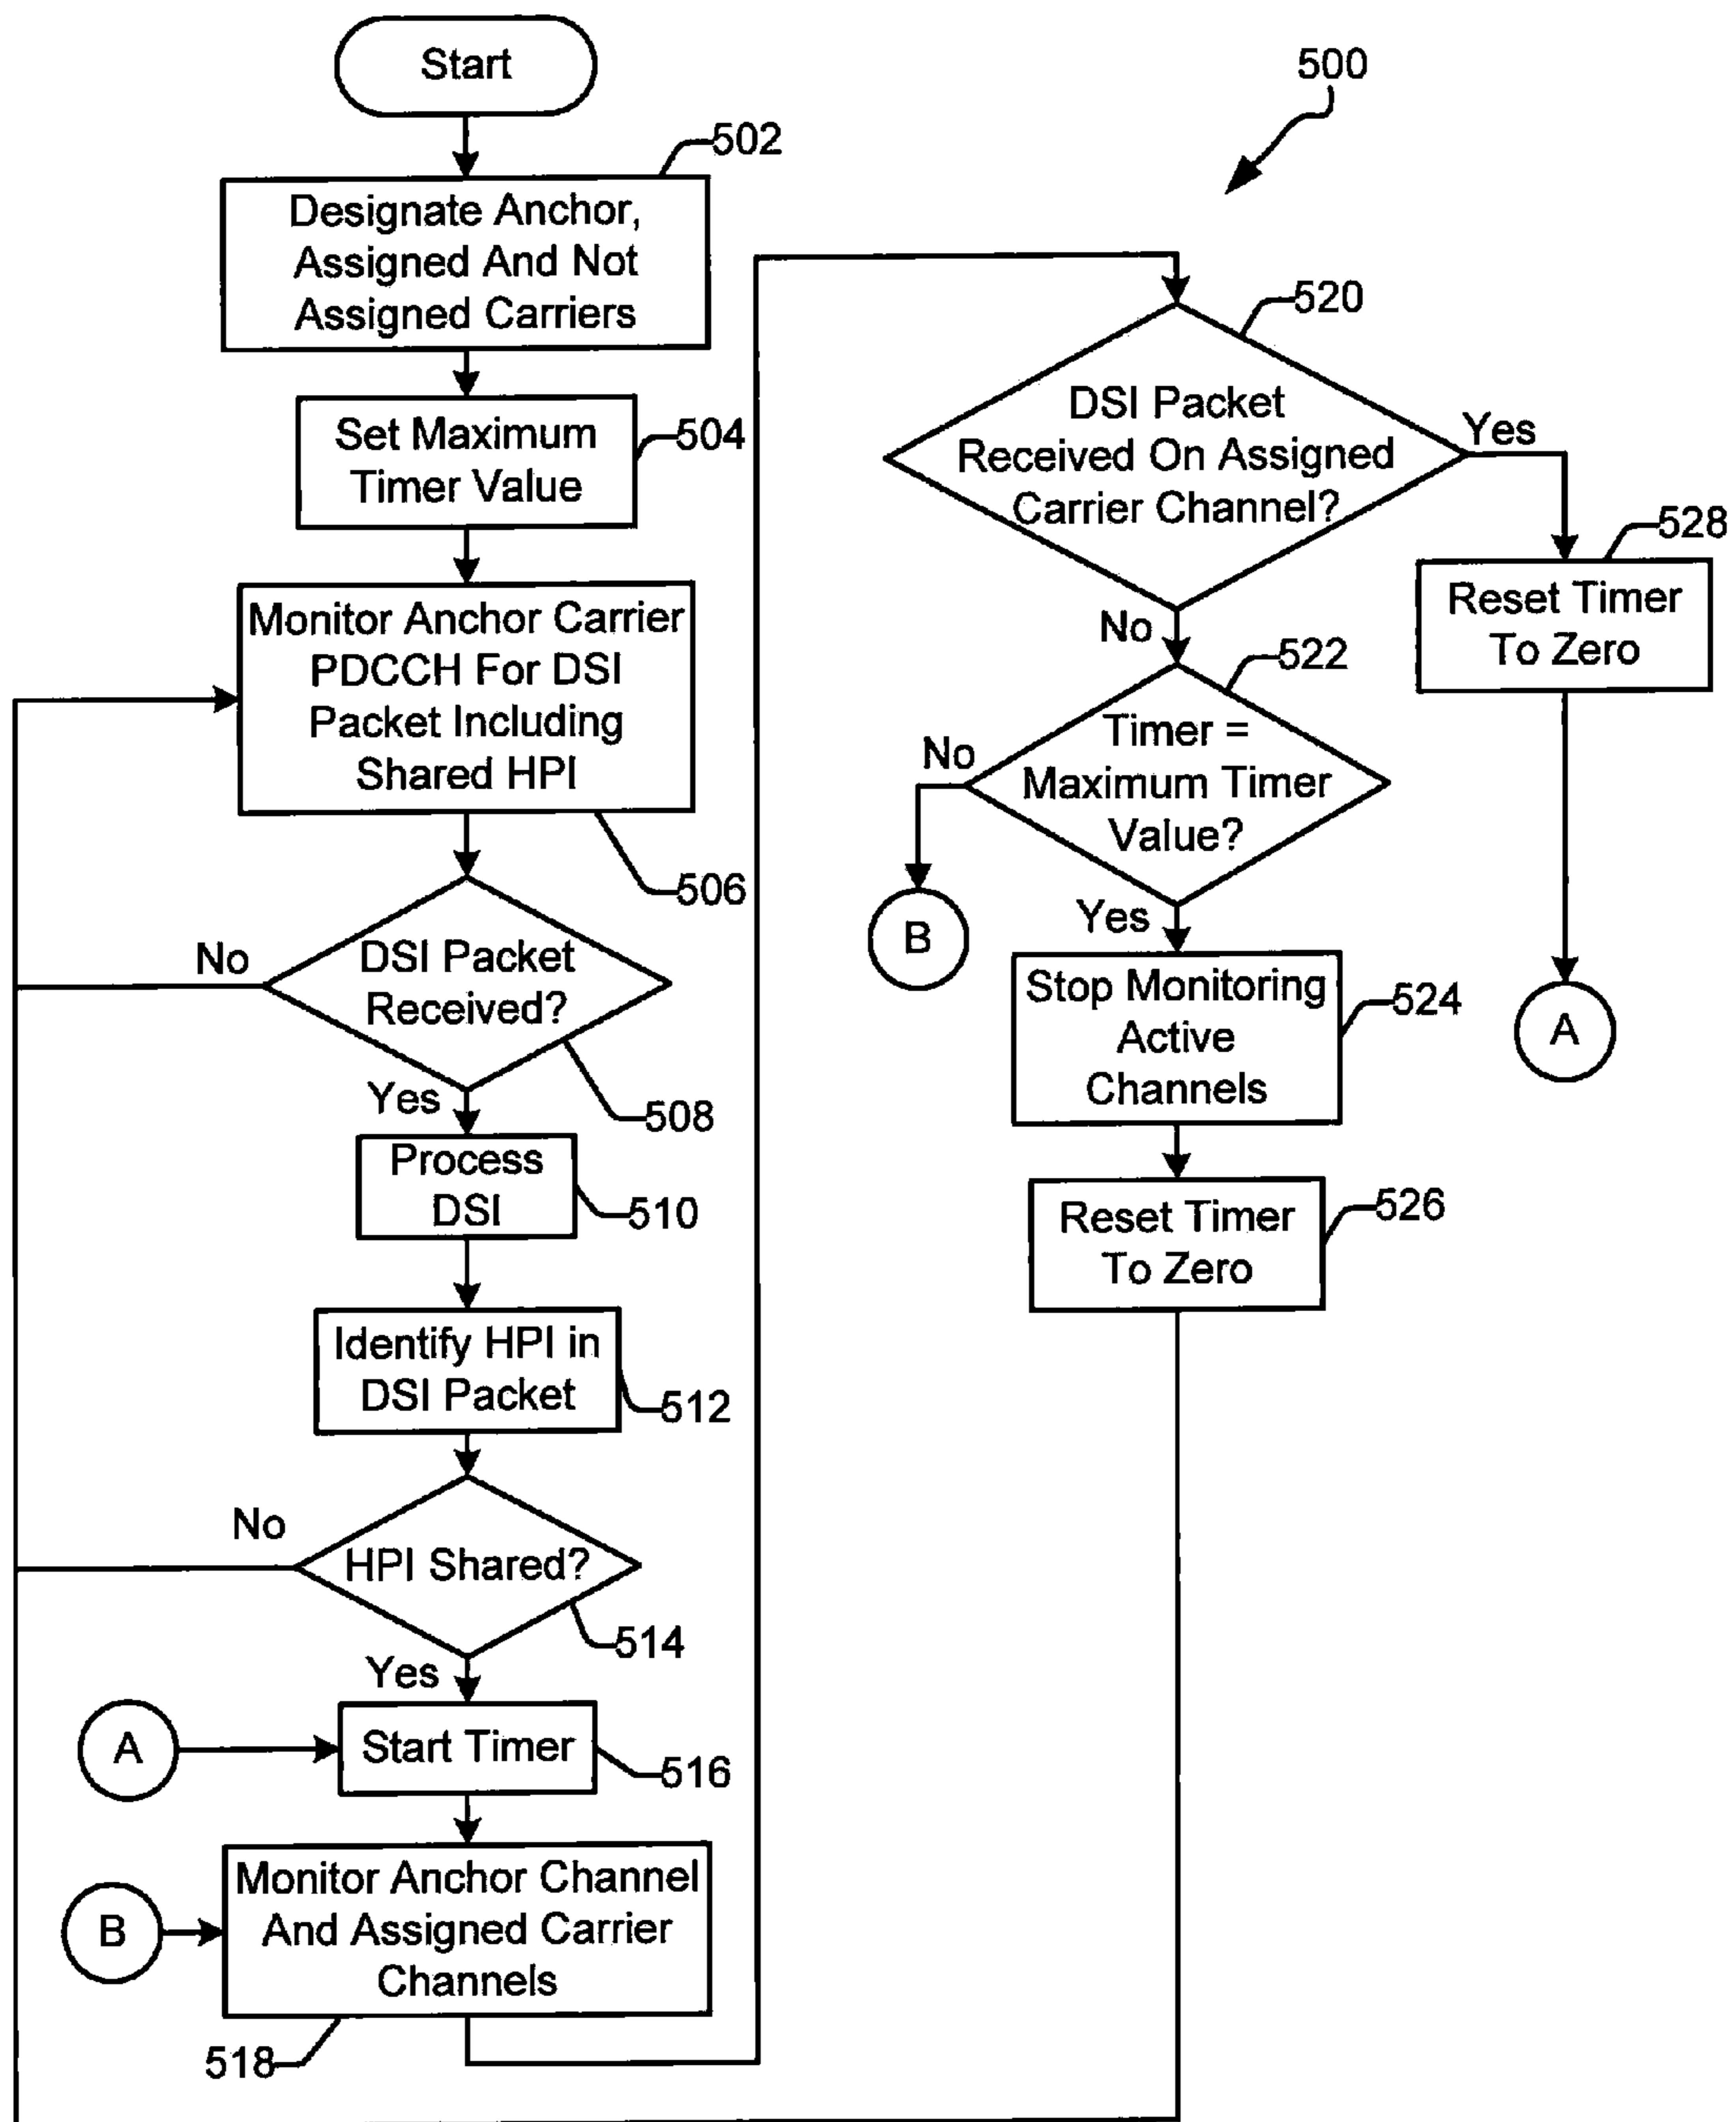 Start
500
502
Designate Anchor,
Assigned And Not
Assigned Carriers
Set Maximum
Timer Value
504
Monitor Anchor Carrier
PDCCH For DSI
Packet Including
Shared HPI
506
DSI Packet
Received?
No
Yes
508
Process
DSI
510
Identify HPI in
DSI Packet
512
HPI Shared?
No
Yes
514
A
Start Timer
516
B
Monitor Anchor Channel
And Assigned Carrier
Channels
518
520
DSI Packet
Received On Assigned
Carrier Channel?
Yes
No
528
Reset Timer
To Zero
A
522
Timer =
Maximum Timer
Value?
No
B
Yes
Stop Monitoring
Active
Channels
524
Reset Timer
To Zero
526